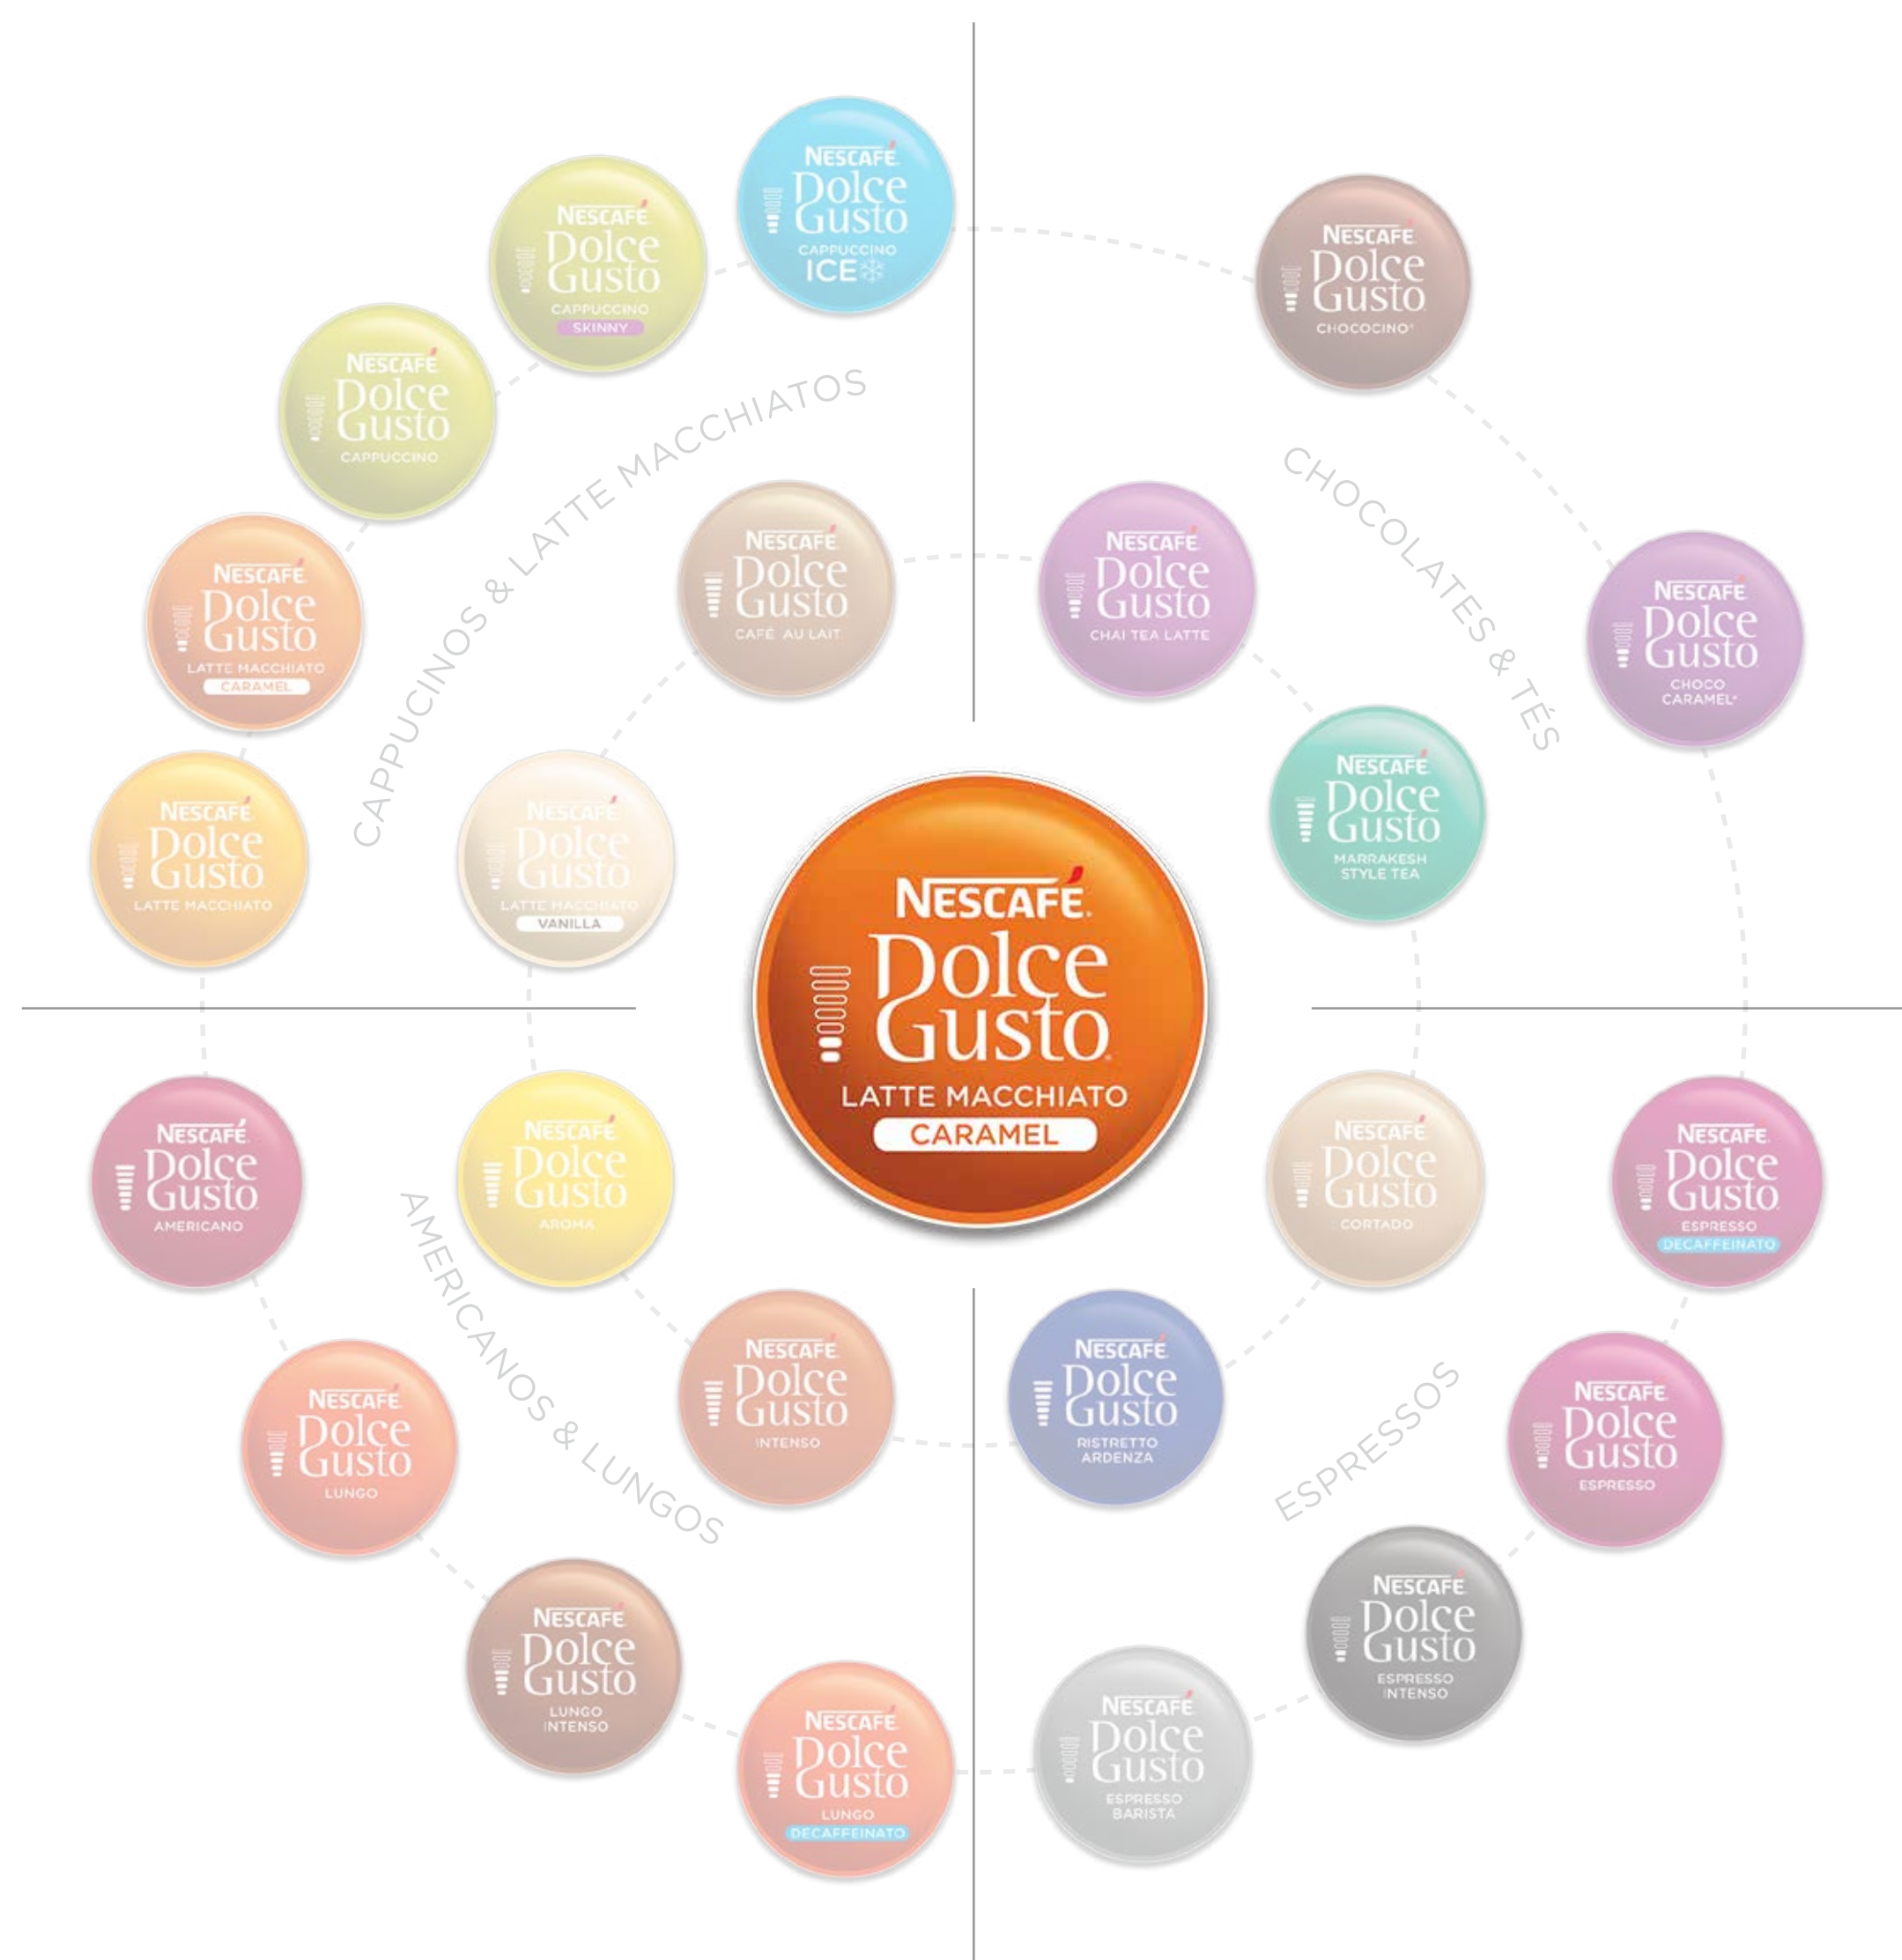 NESCAFÉ
Dolce
Gusto
CAPPUCCINO
ICE
NESCAFÉ
Dolce
Gusto
CAPPUCCINO
SKINNY
NESCAFÉ
Dolce
Gusto
CHOCOCINO*
NESCAFÉ
Dolce
Gusto
CAPPUCCINO
CAPPUCINOS & LATTE MACCHIATOS
CHOCOLATES & TÉS
NESCAFÉ
Dolce
Gusto
CAFÉ AU LAIT
NESCAFÉ
Dolce
Gusto
CHAI TEA LATTE
NESCAFÉ
Dolce
Gusto
LATTE MACCHIATO
CARAMEL
NESCAFÉ
Dolce
Gusto
CHOCO
CARAMEL*
NESCAFÉ
Dolce
Gusto
LATTE MACCHIATO
NESCAFÉ
Dolce
Gusto
LATTE MACCHIATO
VANILLA
NESCAFÉ
Dolce
Gusto
MARRAKESH
STYLE TEA
NESCAFÉ
Dolce
Gusto
LATTE MACCHIATO
CARAMEL
NESCAFÉ
Dolce
Gusto
AMERICANO
NESCAFÉ
Dolce
Gusto
AROMA
NESCAFÉ
Dolce
Gusto
CORTADO
NESCAFÉ
Dolce
Gusto
ESPRESSO
DECAFFEINATO
AMERICANOS & LUNGOS
ESPRESSOS
NESCAFÉ
Dolce
Gusto
LUNGO
NESCAFÉ
Dolce
Gusto
INTENSO
NESCAFÉ
Dolce
Gusto
RISTRETTO
ARDENZA
NESCAFÉ
Dolce
Gusto
ESPRESSO
NESCAFÉ
Dolce
Gusto
LUNGO
INTENSO
NESCAFÉ
Dolce
Gusto
ESPRESSO
INTENSO
NESCAFÉ
Dolce
Gusto
LUNGO
DECAFFEINATO
NESCAFÉ
Dolce
Gusto
ESPRESSO
BARISTA